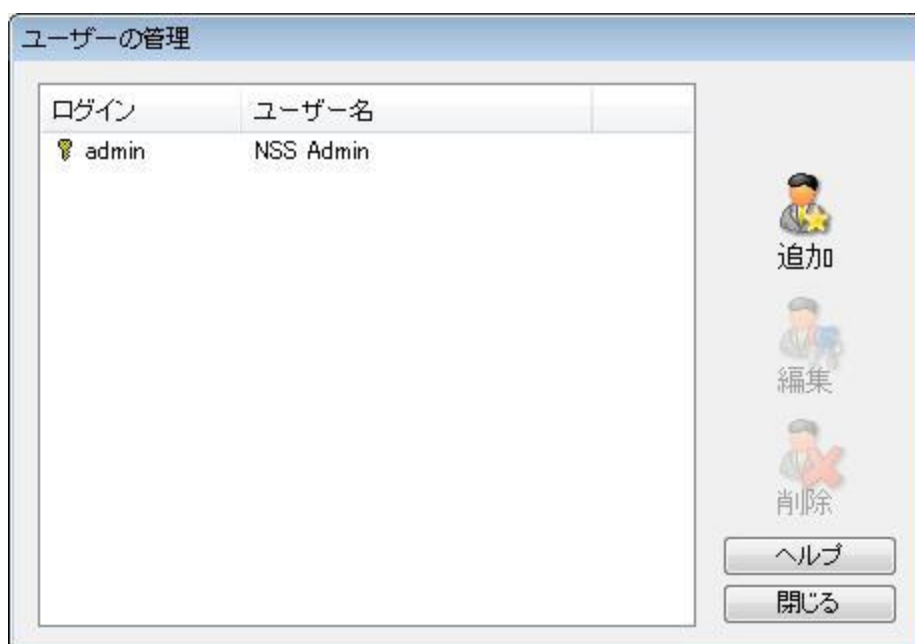 ユーザーの管理
ログイン ユーザー名
admin NSS Admin
追加
編集
削除
ヘルプ
閉じる